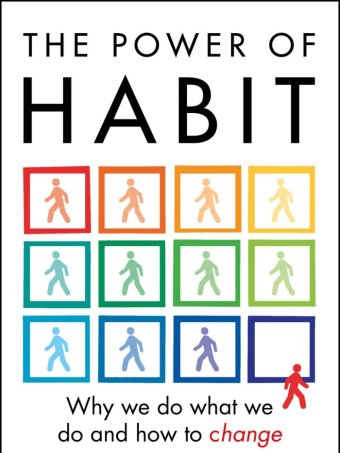 THE POWER OF
HABIT
Why we do what we
do and how to change